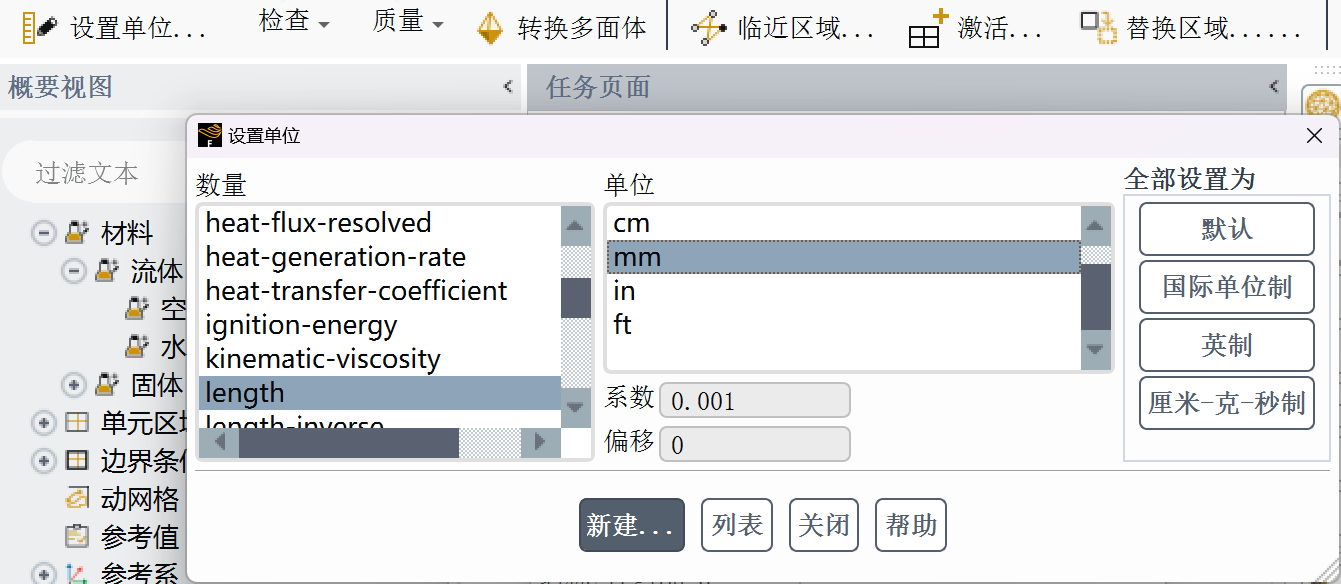 设置单位... 检查 质量 转换多面体 临近区域... 激活... 替换区域......
概要视图
任务页面
过滤文本
材料
流体
水
固体
单元区
边界条
动网格
参考值
参考系
设置单位
数量
heat-flux-resolved
heat-generation-rate
heat-transfer-coefficient
ignition-energy
kinematic-viscosity
length
length-inverse
单位
cm
mm
in
ft
系数 0.001
偏移 0
全部设置为
默认
国际单位制
英制
厘米-克-秒制
新建... 列表 关闭 帮助